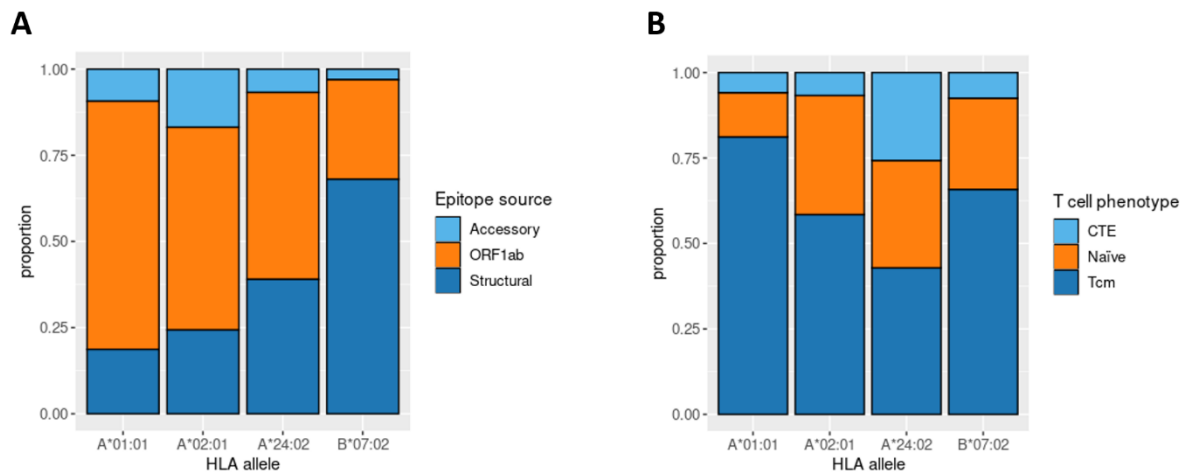 A
1.00
0.75
0.50
0.25
0.00
proportion
A*01:01 A*02:01 A*24:02 B*07:02
HLA allele
Epitope source
Accessory
ORF1ab
Structural
B
1.00
0.75
0.50
0.25
0.00
proportion
A*01:01 A*02:01 A*24:02 B*07:02
HLA allele
T cell phenotype
CTE
Naïve
Tcm